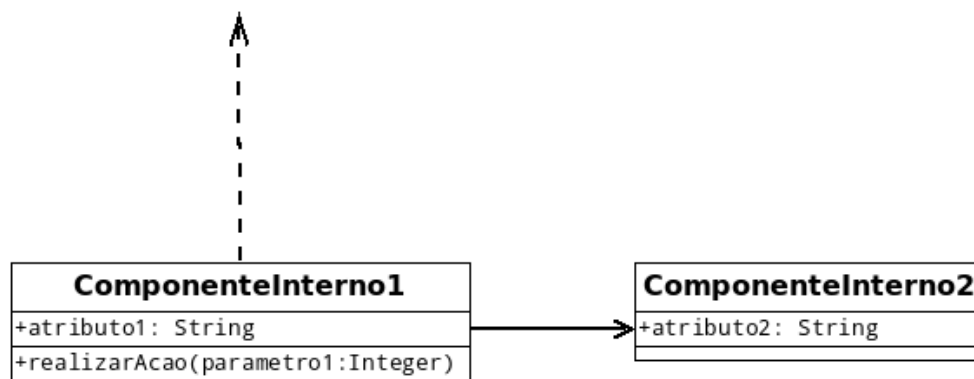 ComponenteInterno1
+atributo1: String
+realizarAcao(parametro1:Integer)
ComponenteInterno2
+atributo2: String